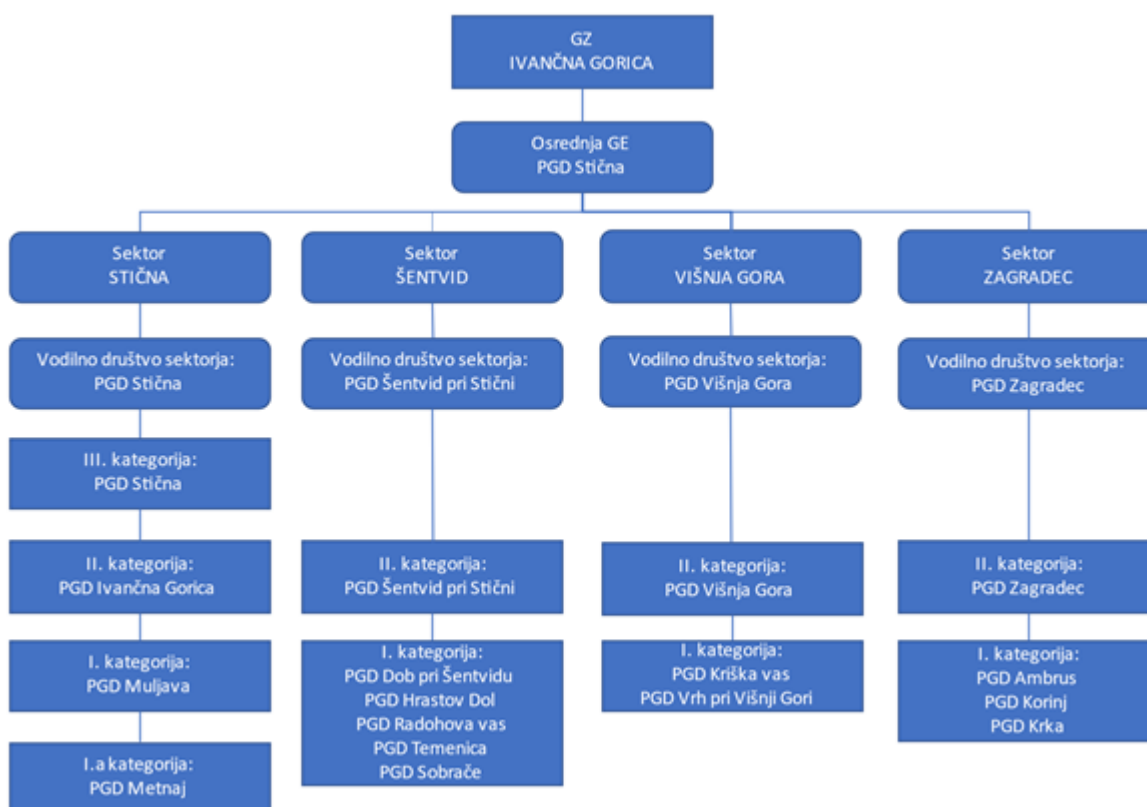 GZ
IVANČNA GORICA
Osrednja GE
PGD Stična
Sektor
STIČNA
Vodilno društvo sektorja:
PGD Stična
III. kategorija:
PGD Stična
II. kategorija:
PGD Ivančna Gorica
I. kategorija:
PGD Muljava
I.a kategorija:
PGD Metnaj
Sektor
ŠENTVID
Vodilno društvo sektorja:
PGD Šentvid pri Stični
II. kategorija:
PGD Šentvid pri Stični
I. kategorija:
PGD Dob pri Šentvidu
PGD Hrastov Dol
PGD Radohova vas
PGD Temenica
PGD Sobrače
Sektor
VIŠNJA GORA
Vodilno društvo sektorja:
PGD Višnja Gora
II. kategorija:
PGD Višnja Gora
I. kategorija:
PGD Kriška vas
PGD Vrh pri Višnji Gori
Sektor
ZAGRADEC
Vodilno društvo sektorja:
PGD Zagradec
II. kategorija:
PGD Zagradec
I. kategorija:
PGD Ambrus
PGD Korinj
PGD Krka